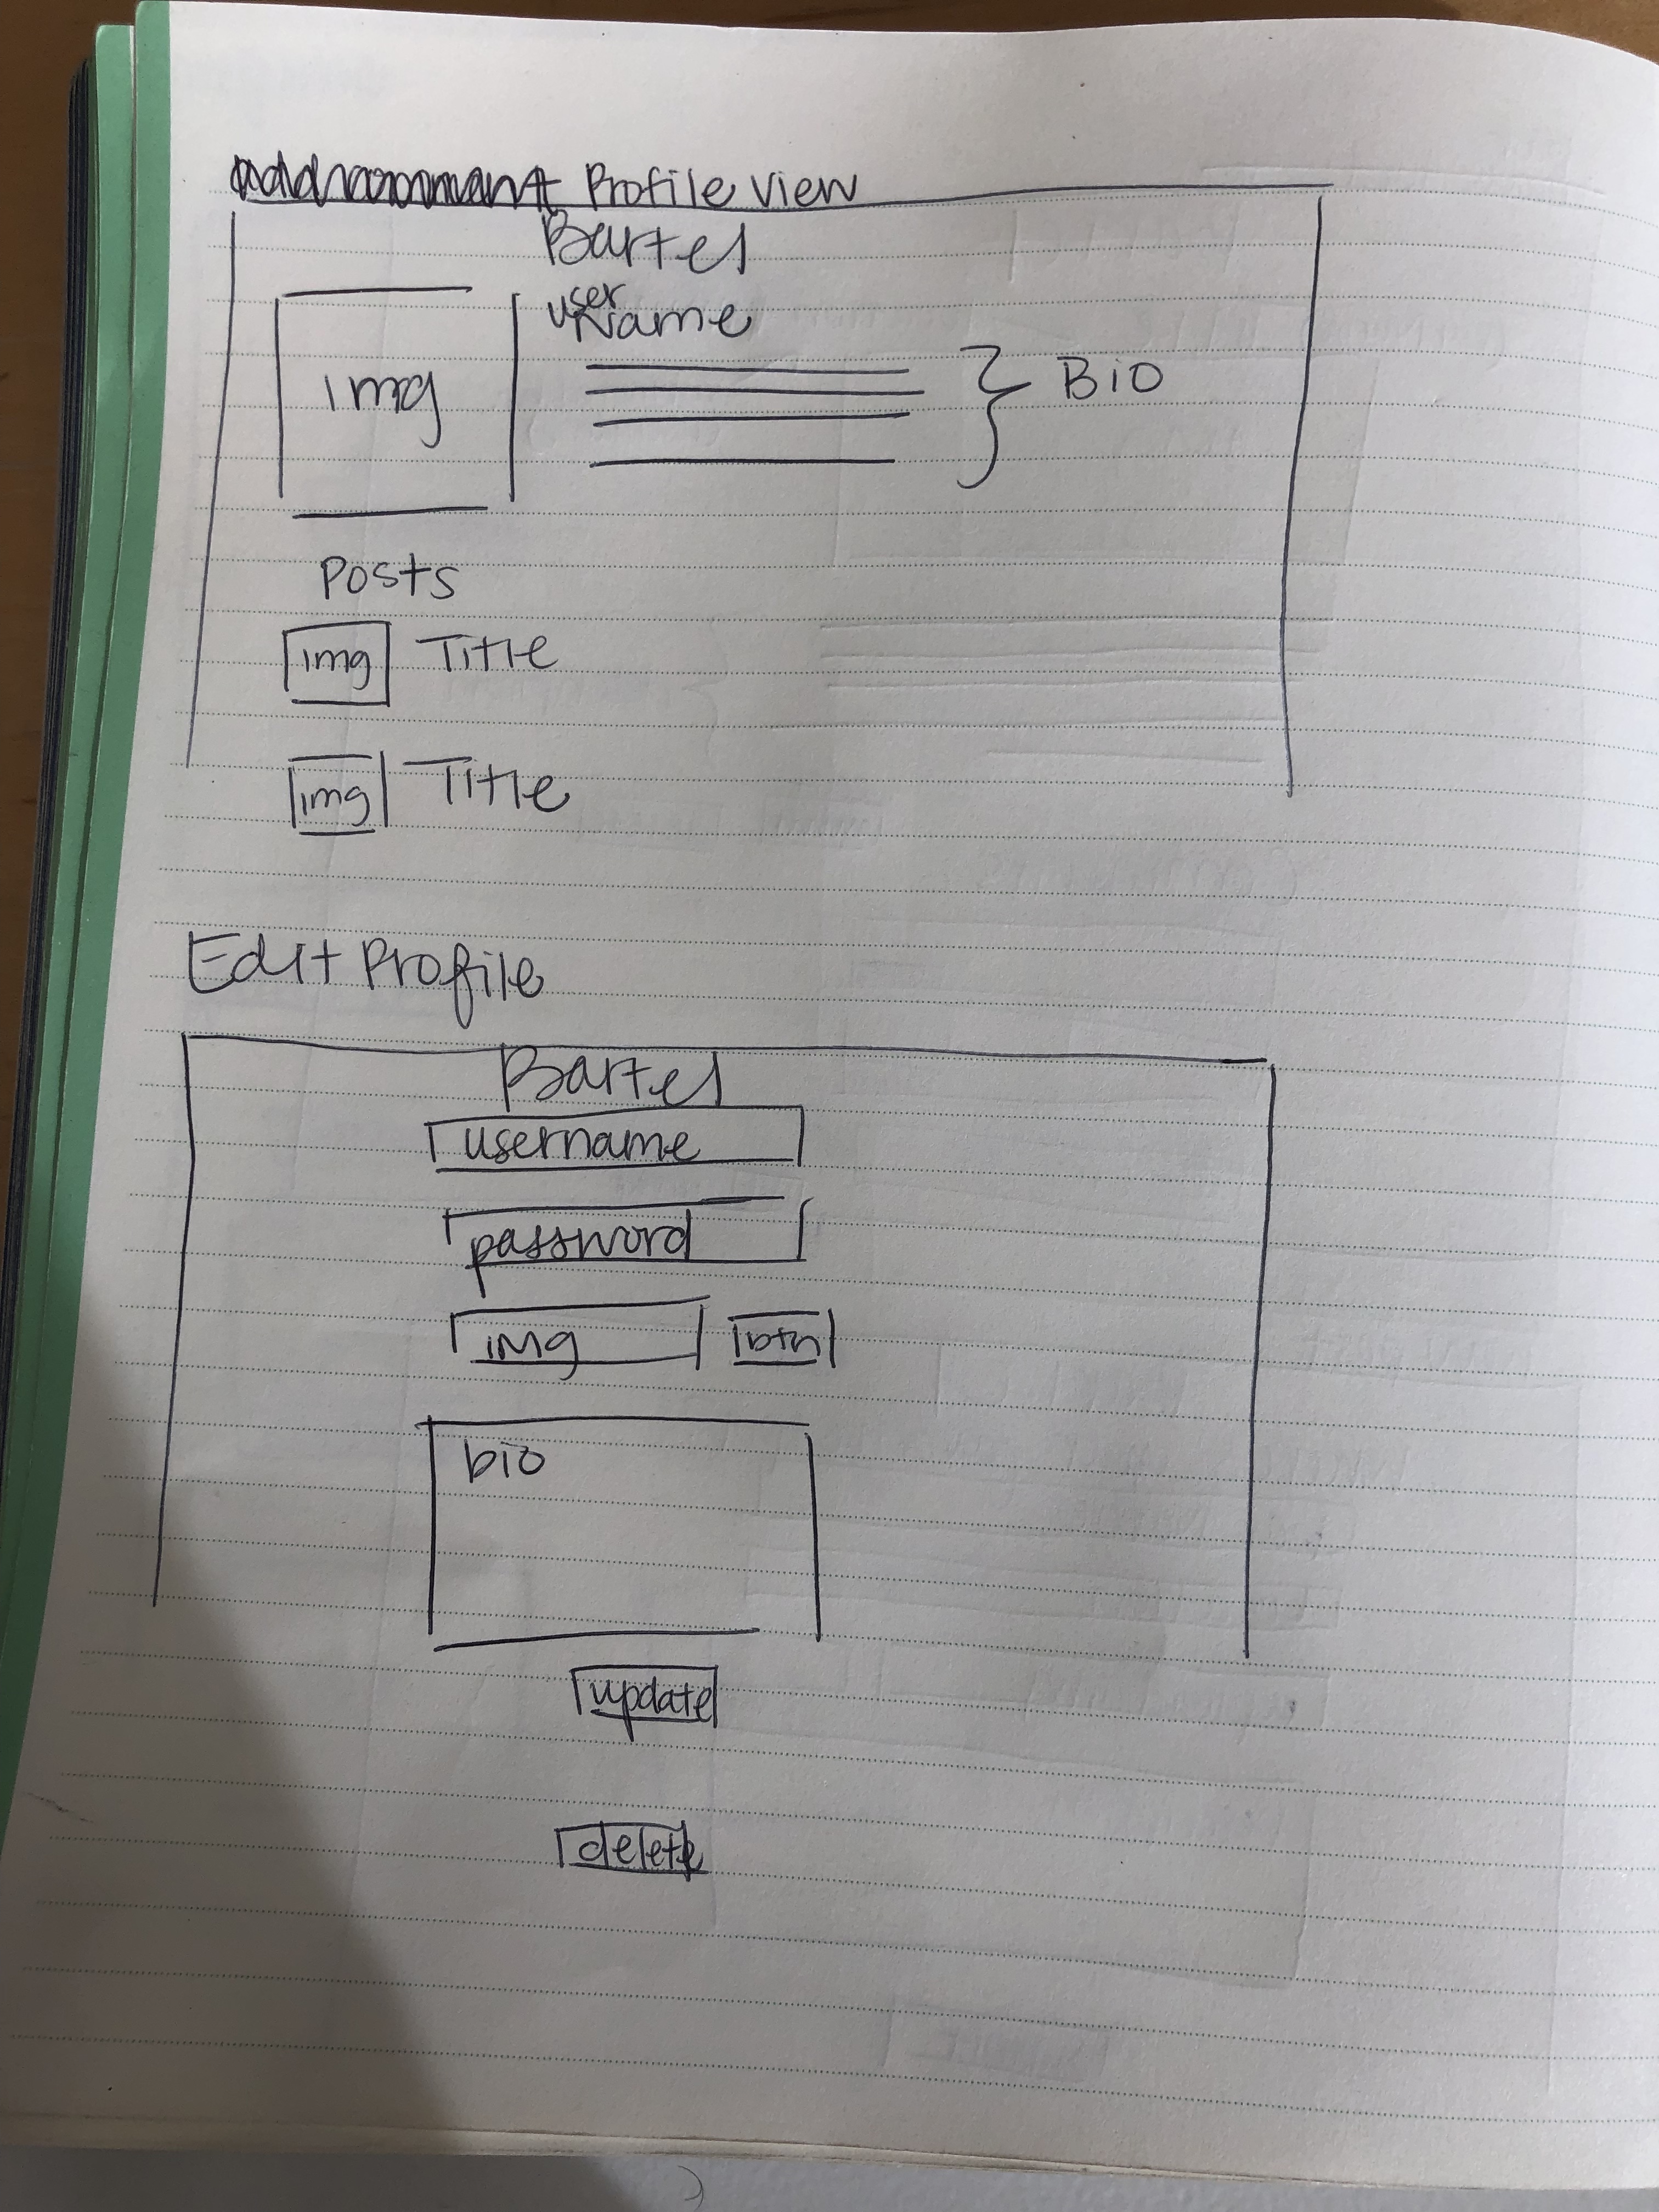 Profile View
Bartel
user
Name
img
Bio
Posts
img Title
img Title
Edit Profile
Bartel
username
password
img btn
bio
update
delete